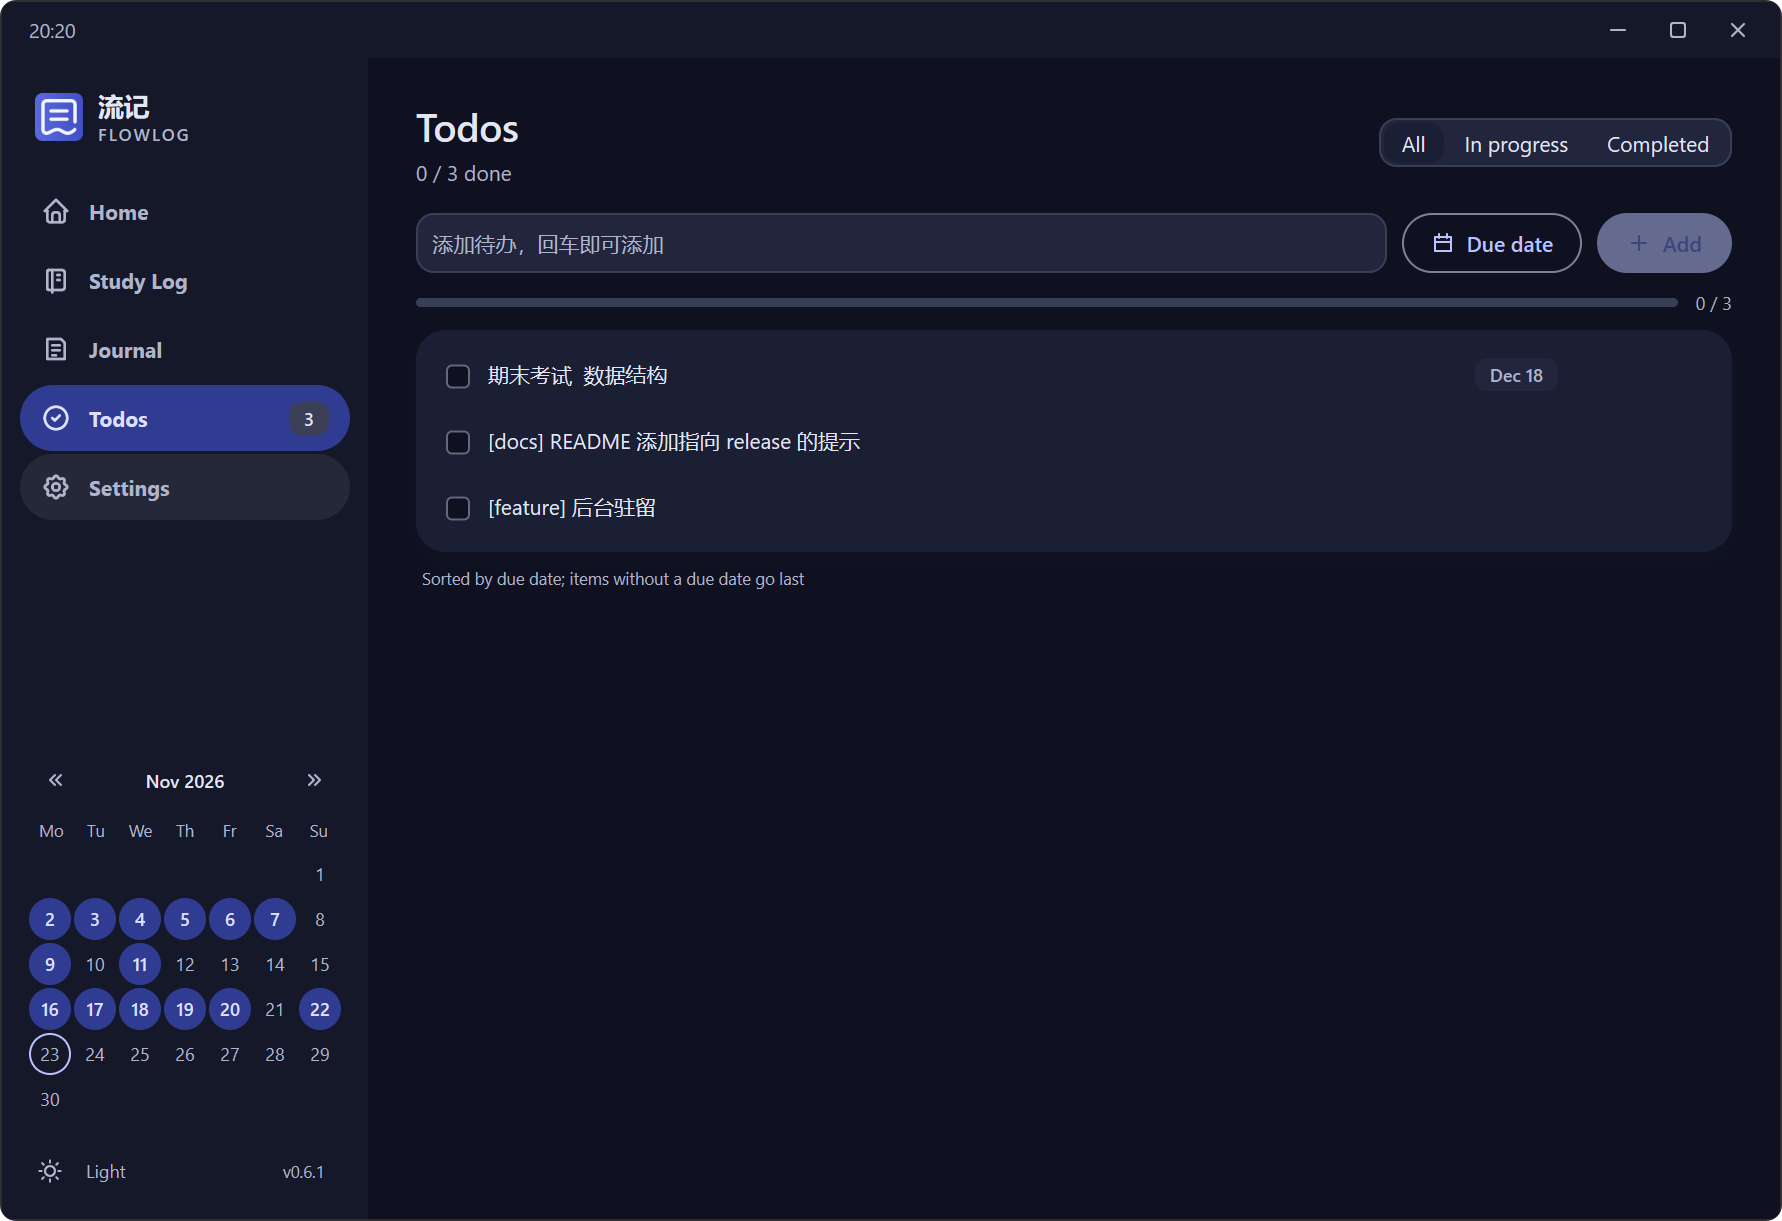 20:20
流记
FLOWLOG
Home
Study Log
Journal
Todos 3
Settings
Nov 2026
Mo Tu We Th Fr Sa Su
1
2 3 4 5 6 7 8
9 10 11 12 13 14 15
16 17 18 19 20 21 22
23 24 25 26 27 28 29
30
Light v0.6.1
Todos
0 / 3 done
All In progress Completed
添加待办，回车即可添加
Due date
Add
0 / 3
期末考试 数据结构 Dec 18
[docs] README 添加指向 release 的提示
[feature] 后台驻留
Sorted by due date; items without a due date go last